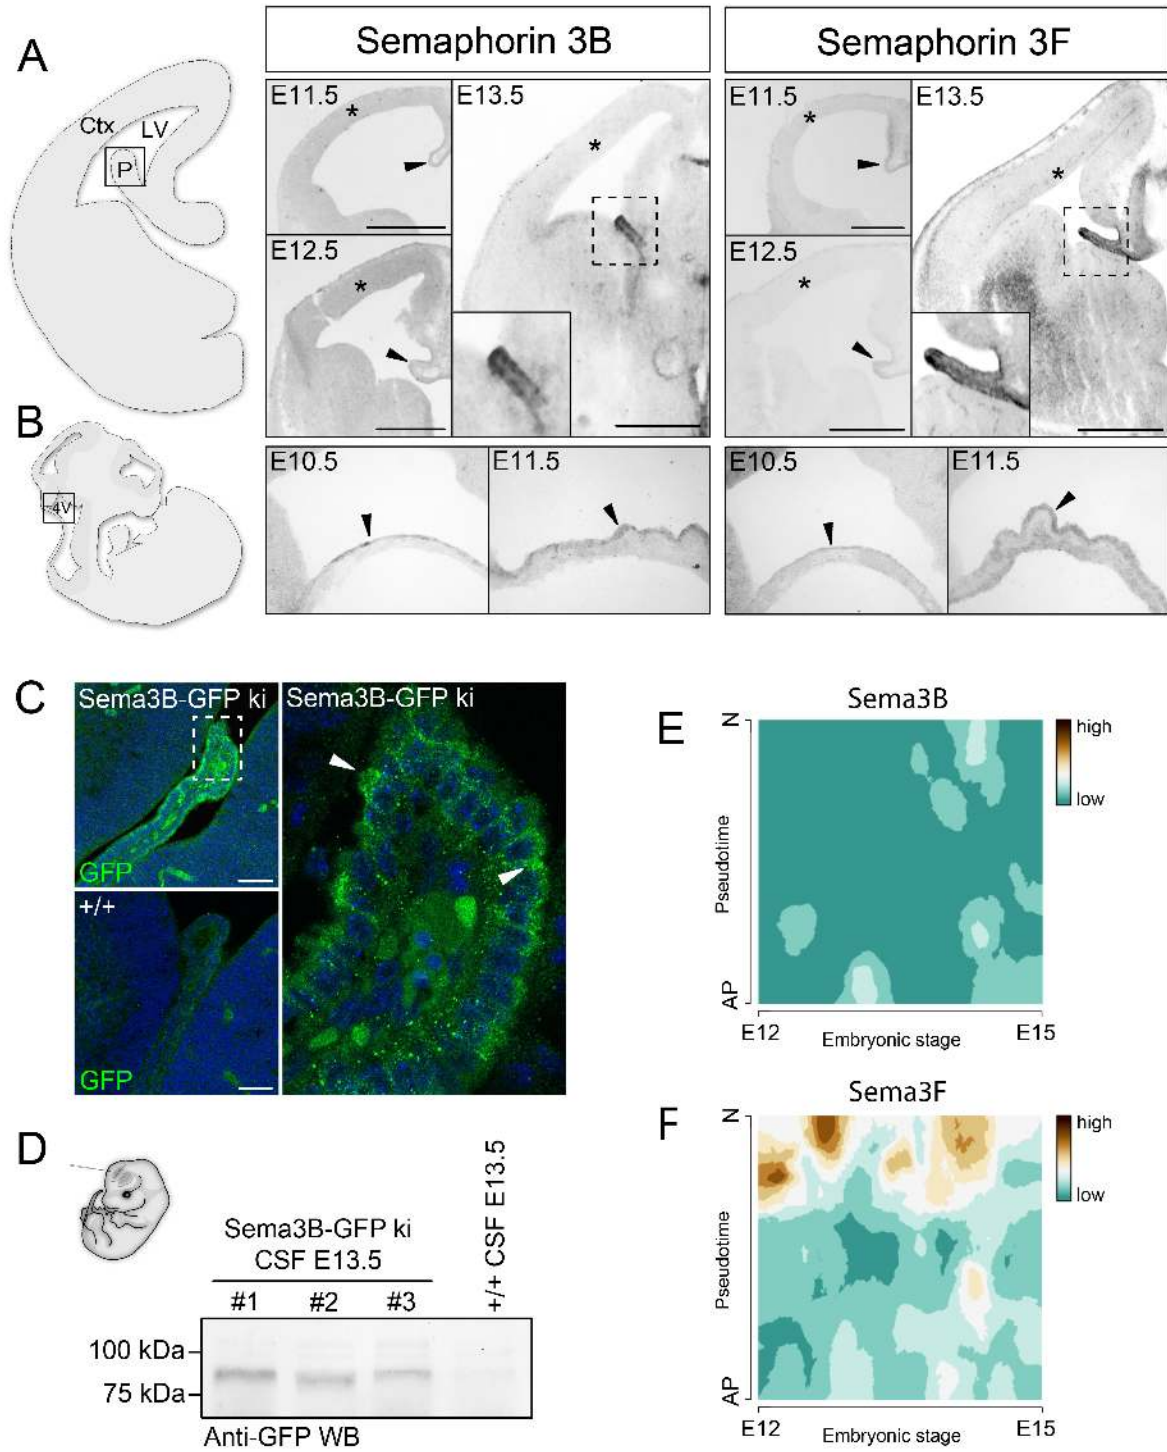 Semaphorin 3B
Semaphorin 3F
A
Ctx
LV
P
E11.5
E13.5
E12.5
E11.5
E13.5
E12.5
*
*
*
*
*
*
B
4V
E10.5
E11.5
E10.5
E11.5
C
Sema3B-GFP ki
GFP
+/+
GFP
Sema3B-GFP ki
D
Sema3B-GFP ki
CSF E13.5
#1 #2 #3
+/+ CSF E13.5
100 kDa
75 kDa
Anti-GFP WB
E
Sema3B
N
Pseudotime
AP
E12
Embryonic stage
E15
high
low
F
Sema3F
N
Pseudotime
AP
E12
Embryonic stage
E15
high
low